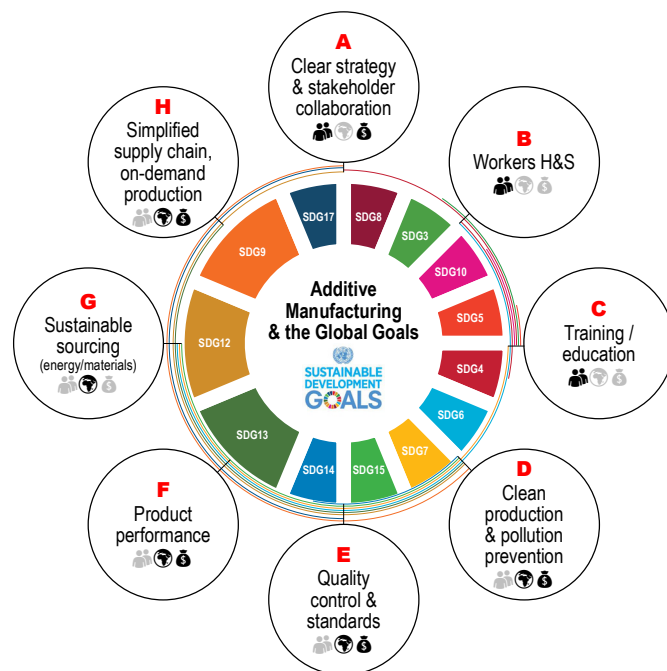 A
Clear strategy
& stakeholder
collaboration
$
B
Workers H&S
$
C
Training /
education
$
D
Clean
production
& pollution
prevention
$
E
Quality
control &
standards
$
F
Product
performance
$
G
Sustainable
sourcing
(energy/materials)
$
H
Simplified
supply chain,
on-demand
production
$
SDG17
SDG8
SDG3
SDG10
SDG5
SDG4
SDG6
SDG7
SDG15
SDG14
SDG13
SDG12
SDG9
Additive
Manufacturing
& the Global Goals
SUSTAINABLE
DEVELOPMENT
GOALS